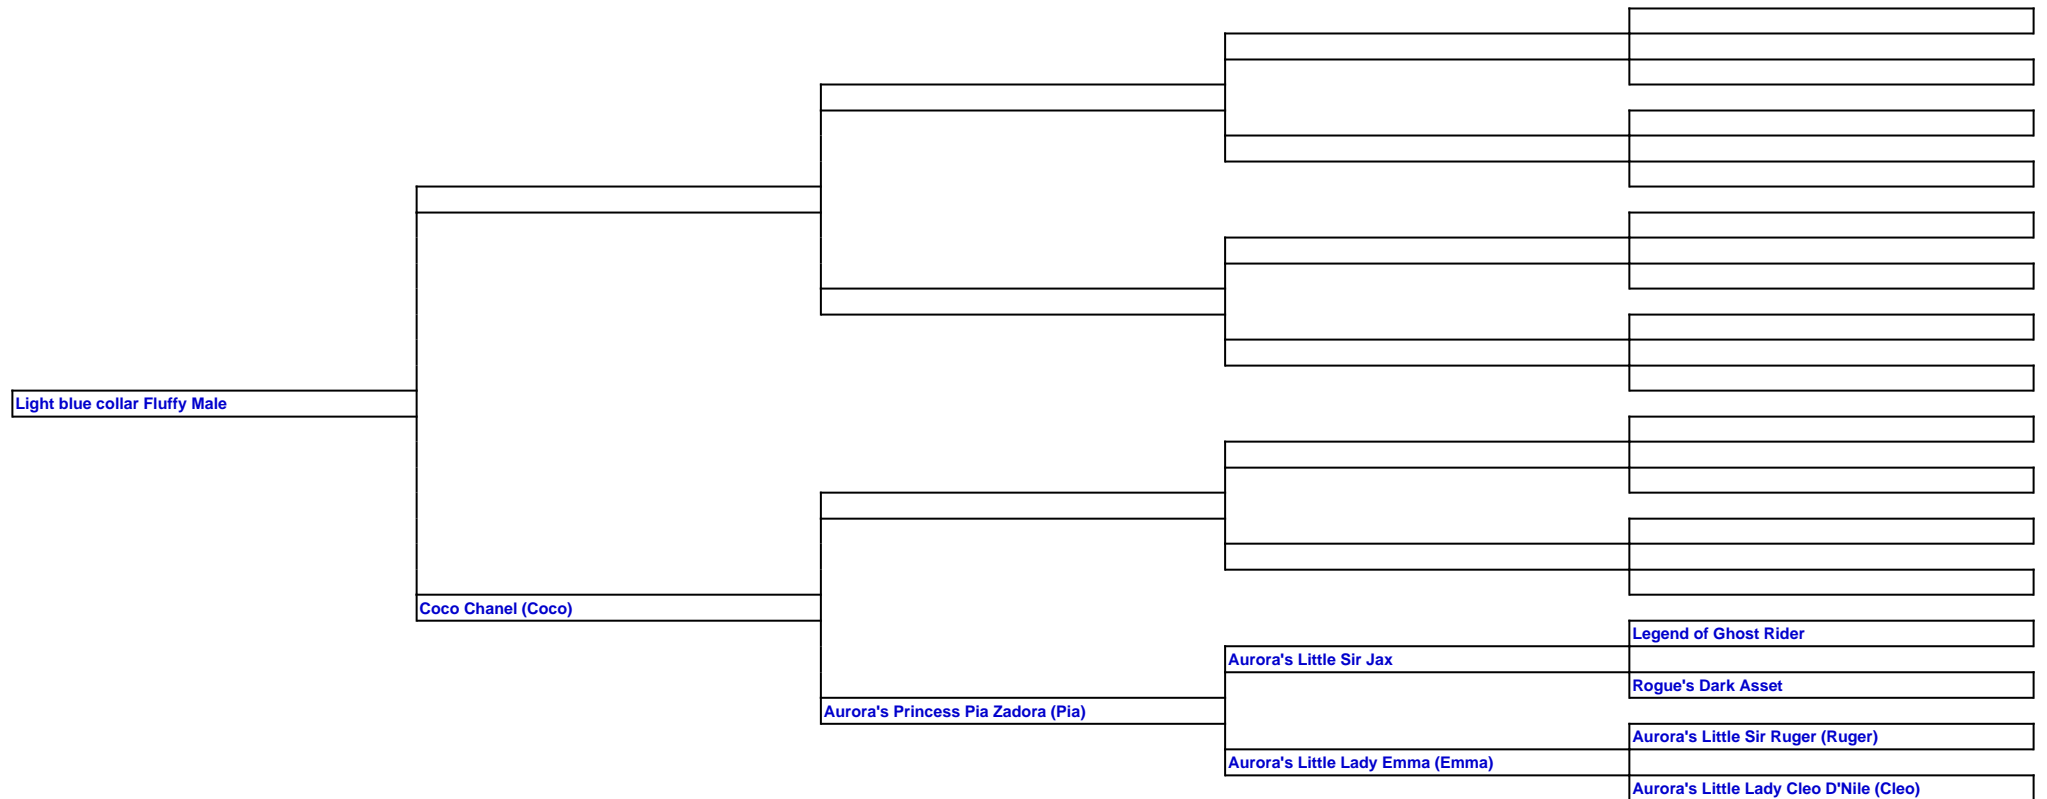 Light blue collar Fluffy Male
Coco Chanel (Coco)
Aurora's Princess Pia Zadora (Pia)
Aurora's Little Sir Jax
Aurora's Little Lady Emma (Emma)
Legend of Ghost Rider
Rogue's Dark Asset
Aurora's Little Sir Ruger (Ruger)
Aurora's Little Lady Cleo D'Nile (Cleo)